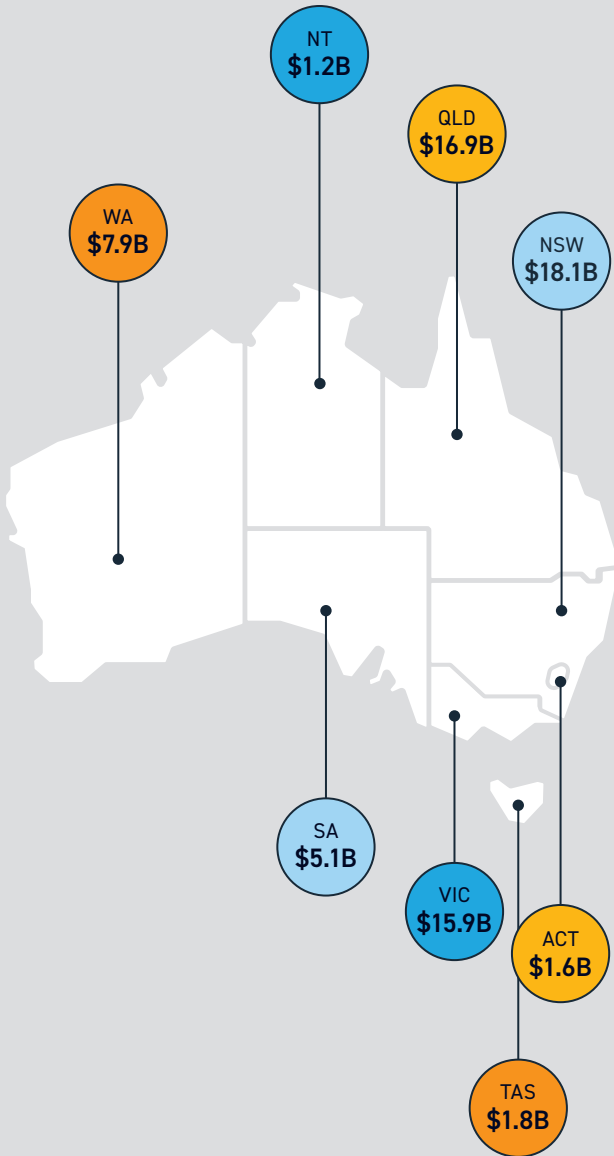 NT
$1.2B
QLD
$16.9B
WA
$7.9B
NSW
$18.1B
SA
$5.1B
VIC
$15.9B
ACT
$1.6B
TAS
$1.8B